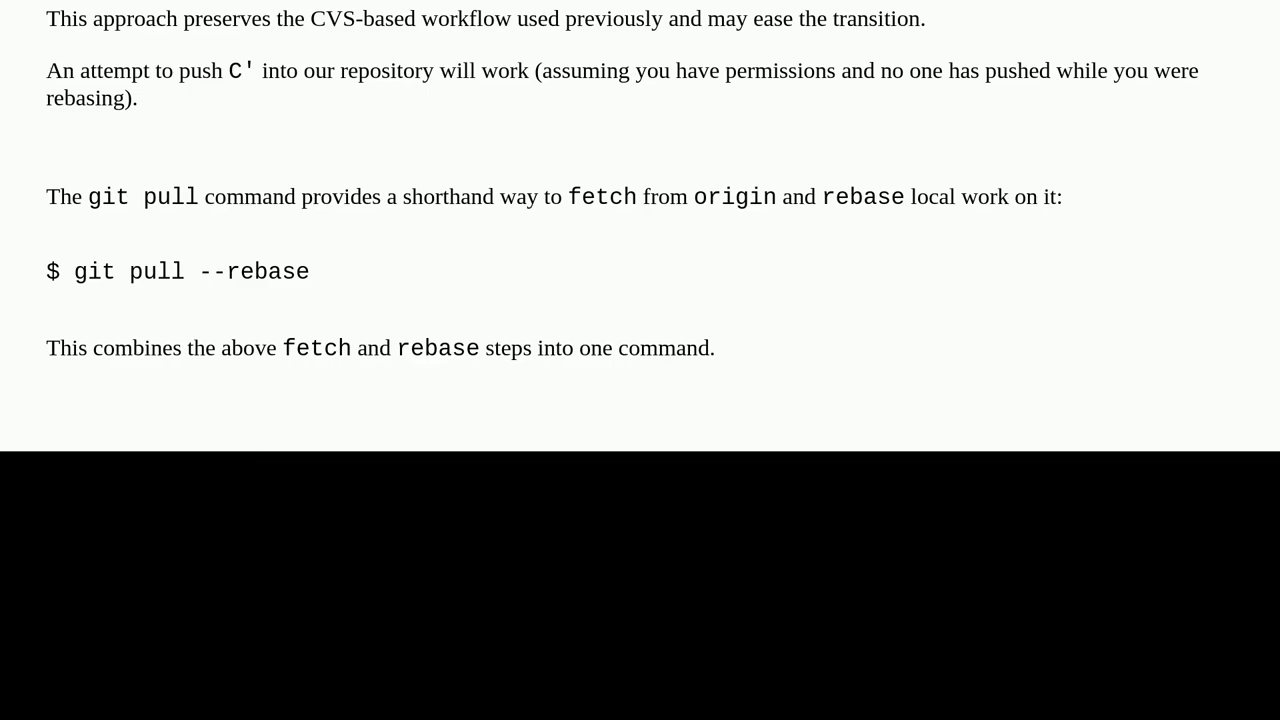 This approach preserves the CVS-based workflow used previously and may ease the transition.
An attempt to push C' into our repository will work (assuming you have permissions and no one has pushed while you were
rebasing).
The git pull command provides a shorthand way to fetch from origin and rebase local work on it:
$ git pull --rebase
This combines the above fetch and rebase steps into one command.